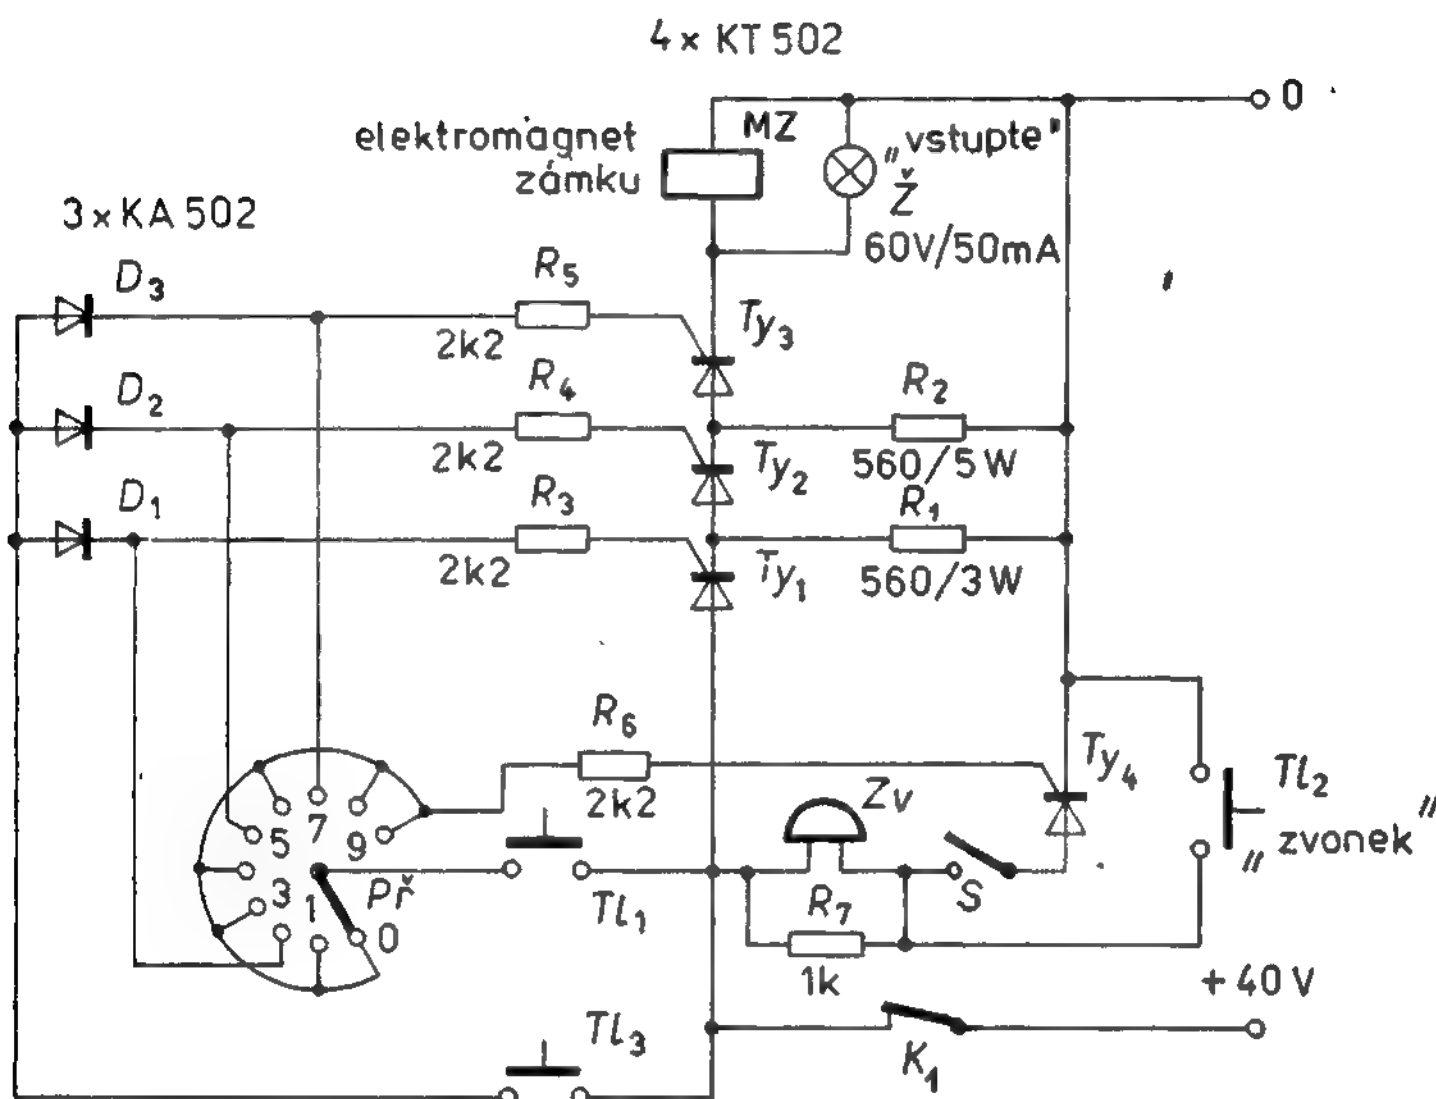 4 x KT 502
0
elektromagnet
zámku
MZ
„vstupte"
Ž
60V/50mA
3 x KA 502
D3
R5
2k2
Ty3
D2
R4
2k2
Ty2
R2
560/5W
D1
R3
2k2
Ty1
R1
560/3W
R6
2k2
Ty4
Tl2
„zvonek"
Zv
5
7
9
3
1
0
Př
Tl1
R7
1k
S
+40V
Tl3
K1